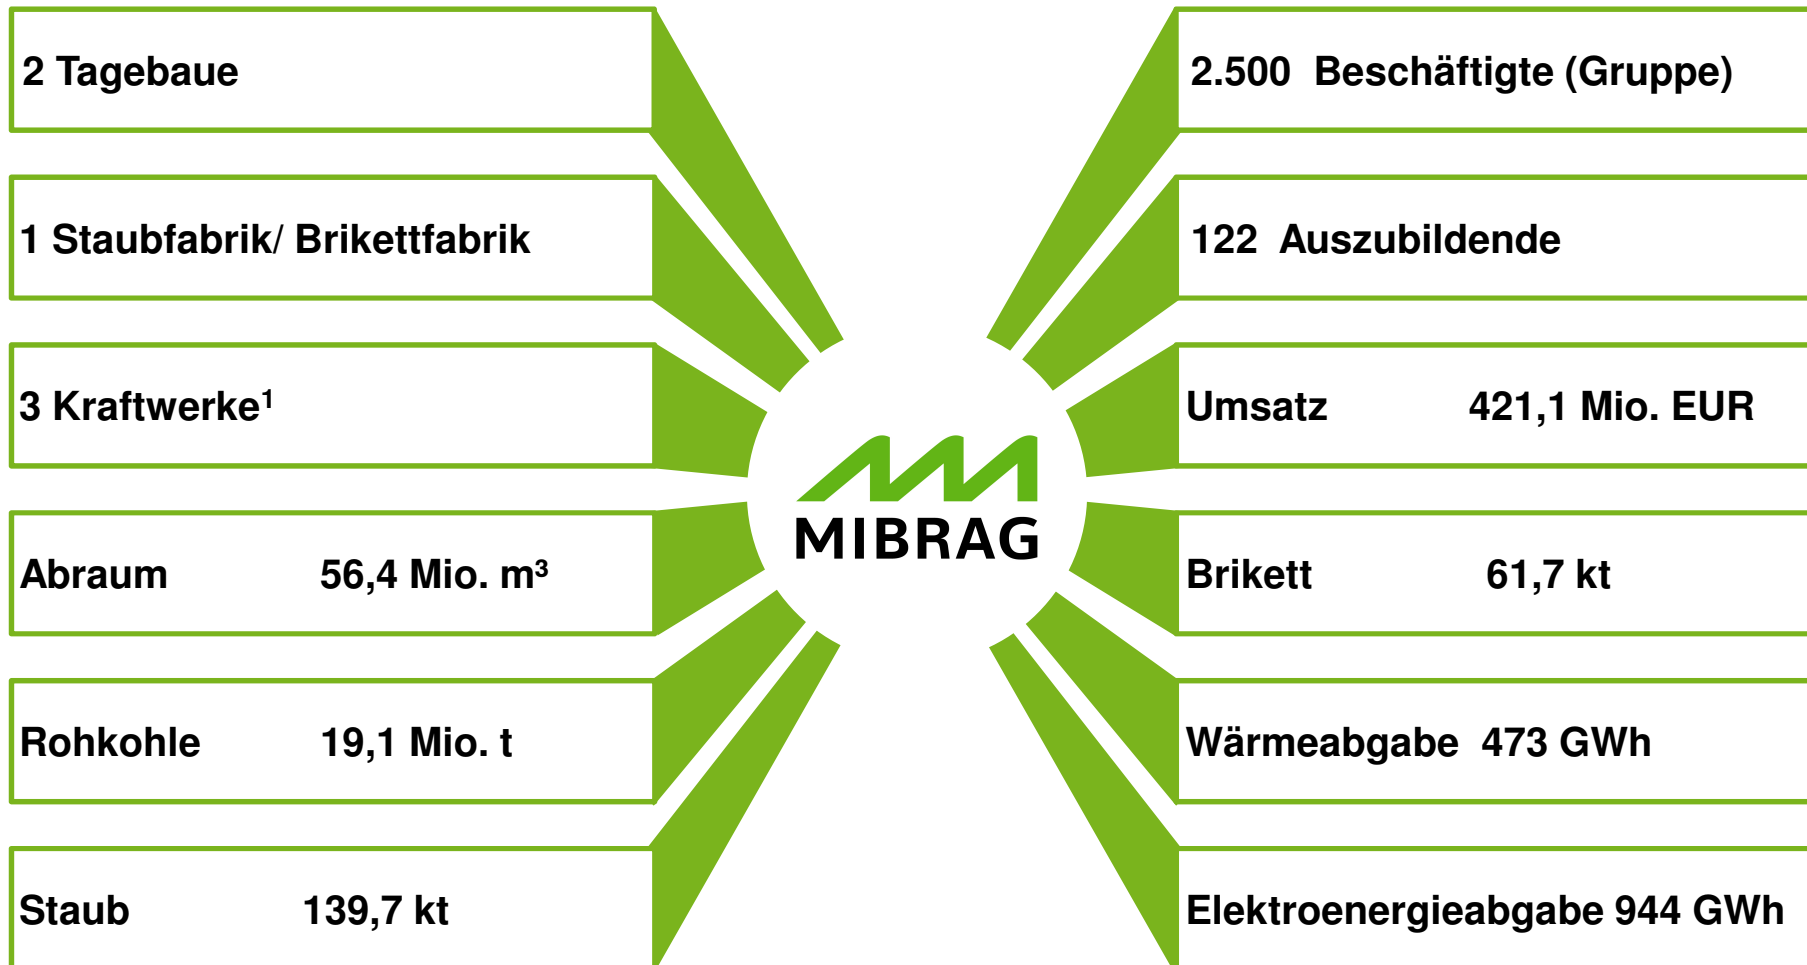 2 Tagebaue
1 Staubfabrik/ Brikettfabrik
3 Kraftwerke¹
Abraum 56,4 Mio. m³
Rohkohle 19,1 Mio. t
Staub 139,7 kt
MIBRAG
2.500 Beschäftigte (Gruppe)
122 Auszubildende
Umsatz 421,1 Mio. EUR
Brikett 61,7 kt
Wärmeabgabe 473 GWh
Elektroenergieabgabe 944 GWh